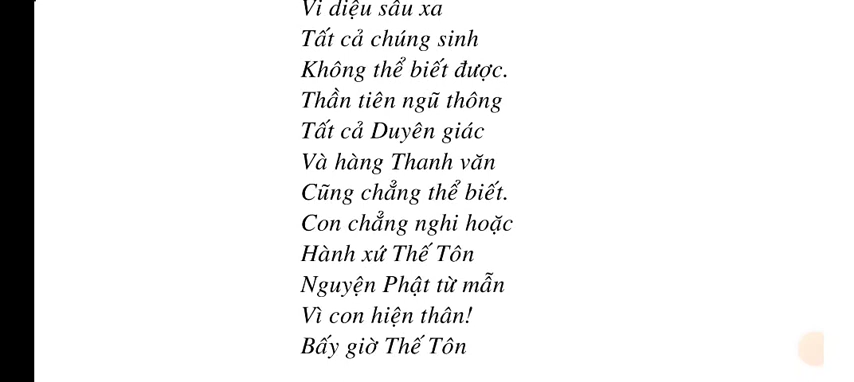 Vi diệu sâu xa
Tất cả chúng sinh
Không thể biết được.
Thần tiên ngũ thông
Tất cả Duyên giác
Và hàng Thanh văn
Cũng chẳng thể biết.
Con chẳng nghi hoặc
Hành xứ Thế Tôn
Nguyện Phật từ mẫn
Vì con hiện thân!
Bấy giờ Thế Tôn